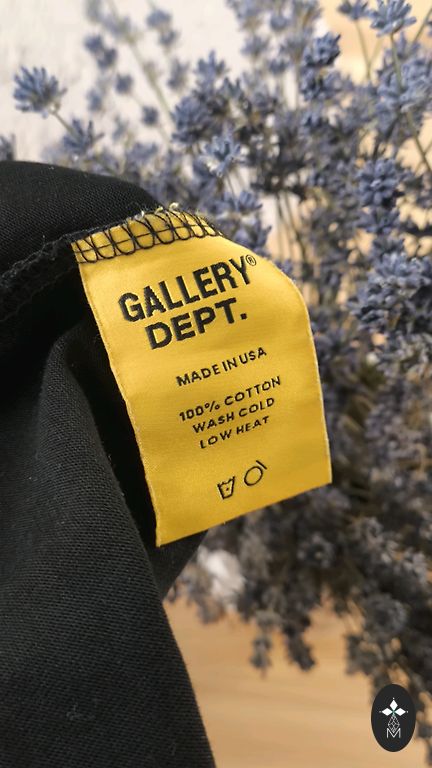 GALLERY®
DEPT.
MADE IN USA
100% COTTON
WASH COLD
LOW HEAT
M